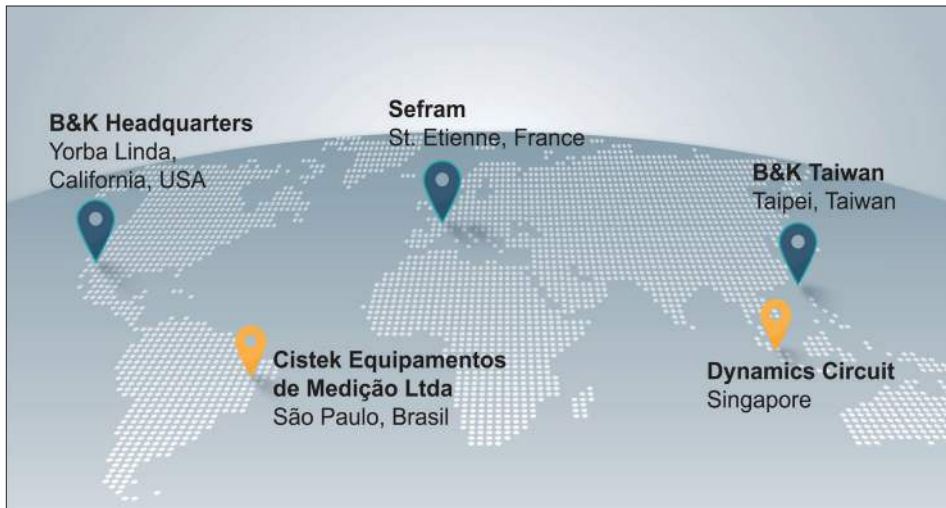 B&K Headquarters
Yorba Linda,
California, USA
Sefram
St. Etienne, France
B&K Taiwan
Taipei, Taiwan
Cistek Equipamentos
de Medição Ltda
São Paulo, Brasil
Dynamics Circuit
Singapore